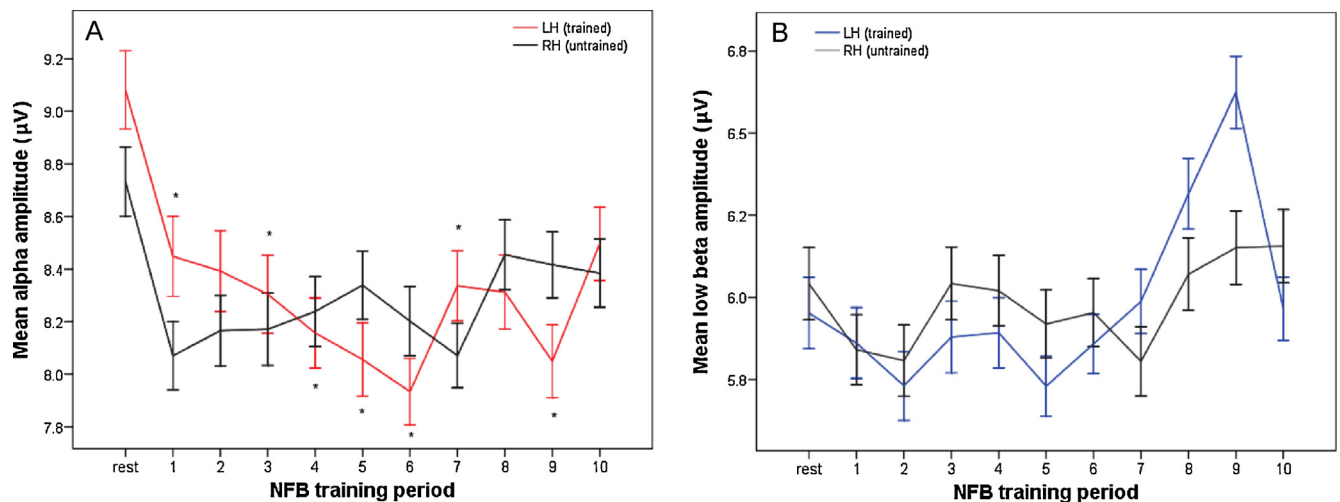 A
LH (trained)
RH (untrained)
Mean alpha amplitude (µV)
9.2
9.0
8.8
8.6
8.4
8.2
8.0
7.8
*
*
*
*
*
*
*
rest 1 2 3 4 5 6 7 8 9 10
NFB training period
B
LH (trained)
RH (untrained)
Mean low beta amplitude (µV)
6.8
6.5
6.2
6.0
5.8
rest 1 2 3 4 5 6 7 8 9 10
NFB training period